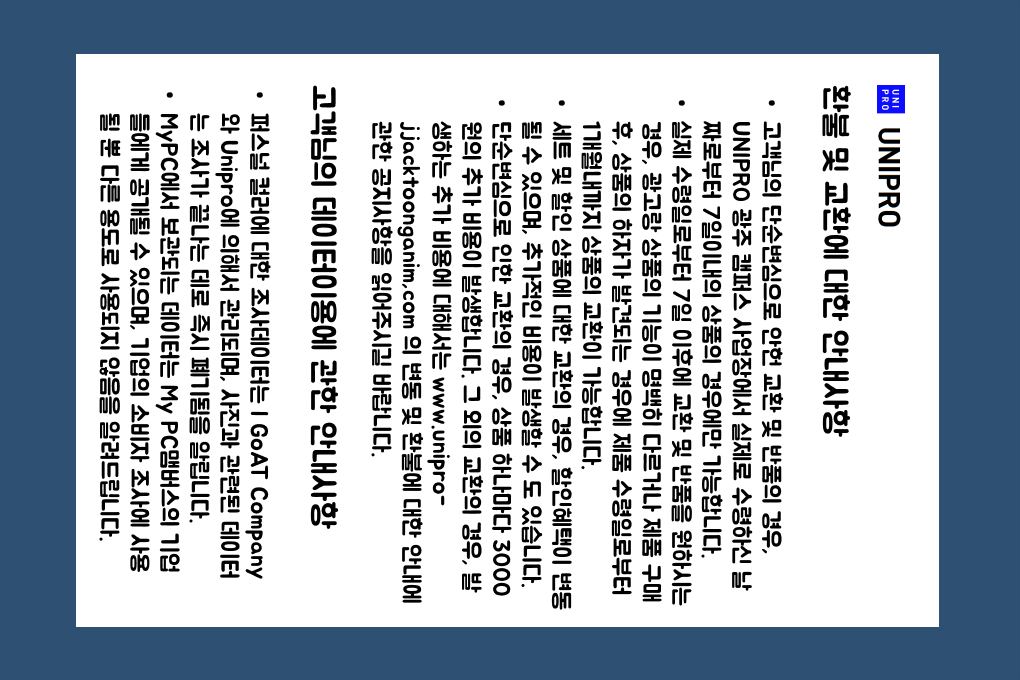 UNI
PRO
UNIPRO
환불 및 교환에 대한 안내사항
• 고객님의 단순변심으로 안헌 교환 및 반품의 경우,
UNIPRO 광주 캠퍼스 사업장에서 실제로 수령하신 날
짜로부터 7일이내의 상품의 경우에만 가능합니다.
• 실제 수령일로부터 7일 이후에 교환 및 반품을 원하시는
경우, 광고랑 상품의 기능이 명백히 다르거나 제품 구매
후, 상품의 하자가 발견되는 경우에 제품 수령일로부터
1개월내까지 상품의 교환이 가능합니다.
• 세트 및 할인 상품에 대한 교환의 경우, 할인혜택이 변동
될 수 있으며, 추가적인 비용이 발생할 수 도 있습니다.
• 단순변심으로 인한 교환의 경우, 상품 하나마다 3000
원의 추가 비용이 발생합니다. 그 외의 교환의 경우, 발
생하는 추가 비용에 대해서는 www.unipro-
jjacktoonganim.com 의 변동 및 환불에 대한 안내에
관한 공지사항을 읽어주시길 바랍니다.
고객님의 데이터이용에 관한 안내사항
• 퍼스널 컬러에 대한 조사데이터는 I GoAT Company
와 Unipro에 의해서 관리되며, 사진과 관련된 데이터
는 조사가 끝나는 데로 즉시 폐기됨을 알립니다.
• MyPC에서 보관되는 데이터는 My PC맴버스의 기업
들에게 공개될 수 있으며, 기업의 소비자 조사에 사용
될 뿐 다른 용도로 사용되지 않음을 알려드립니다.